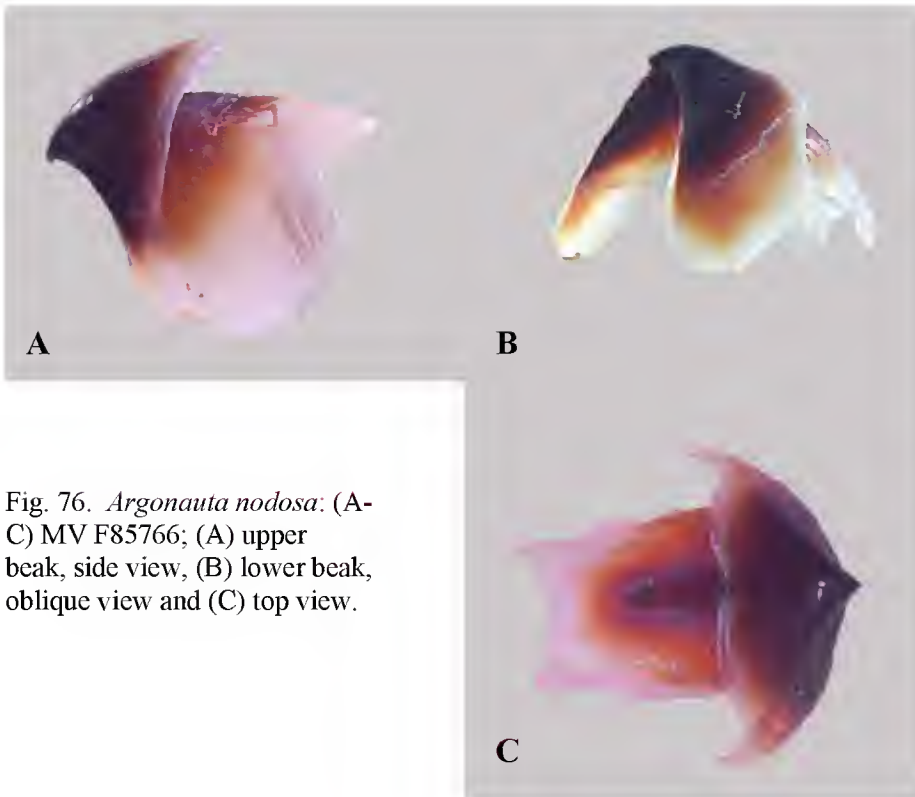 A
B
Fig. 76. Argonauta nodosa: (A-
C) MV F85766; (A) upper
beak, side view, (B) lower beak,
oblique view and (C) top view.
C